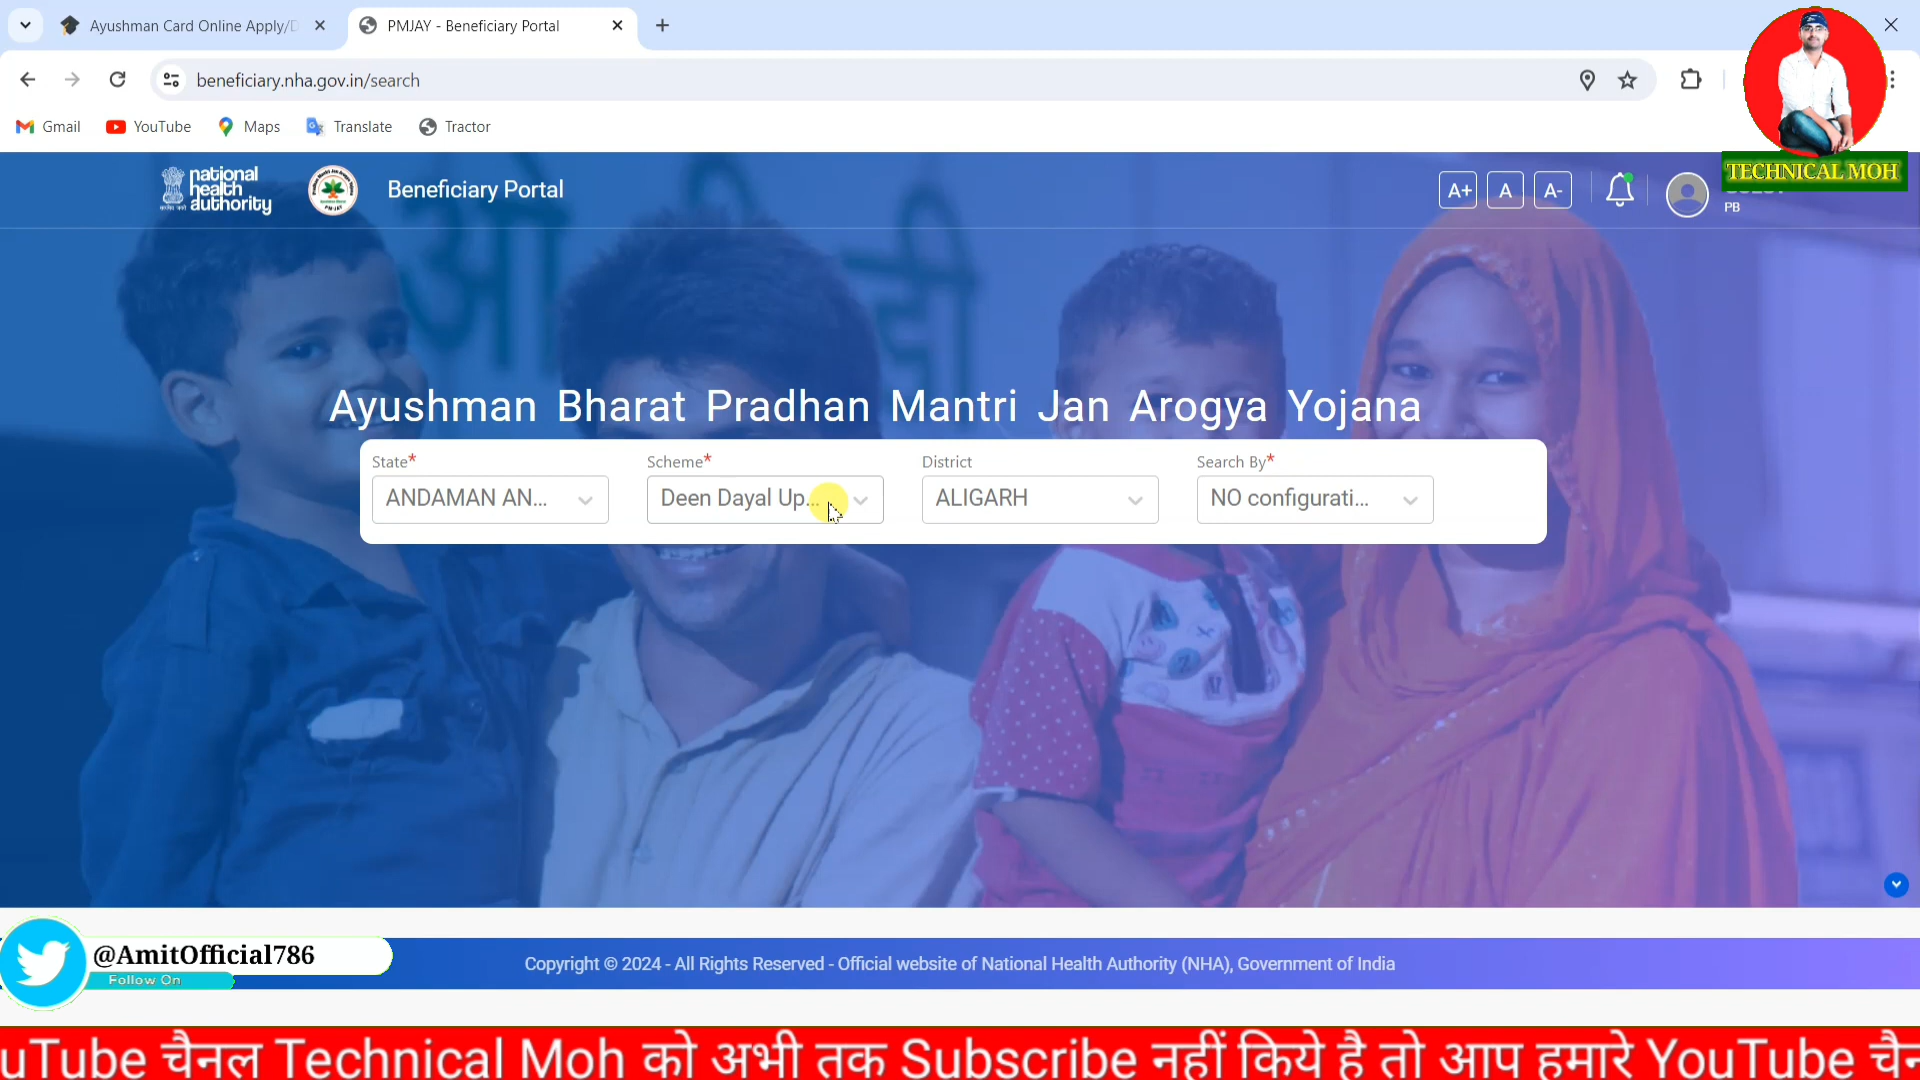 Ayushman Card Online Apply/D
PMJAY - Beneficiary Portal
beneficiary.nha.gov.in/search
Gmail
YouTube
Maps
Translate
Tractor
national
health
authority
PM-JAY
Beneficiary Portal
A+
A
A-
PB
TECHNICAL MOH
Ayushman Bharat Pradhan Mantri Jan Arogya Yojana
State*
Scheme*
District
Search By*
ANDAMAN AN...
Deen Dayal Up...
ALIGARH
NO configurati...
@AmitOfficial786
Follow On
Copyright © 2024 - All Rights Reserved - Official website of National Health Authority (NHA), Government of India
uTube चैनल Technical Moh को अभी तक Subscribe नहीं किये है तो आप हमारे YouTube चैन